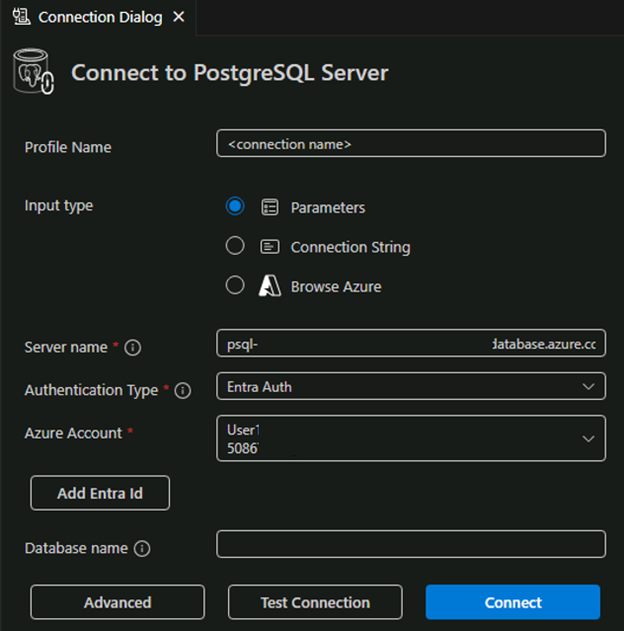 Connection Dialog
Connect to PostgreSQL Server
Profile Name <connection name>
Input type
Parameters
Connection String
Browse Azure
Server name * psql- database.azure.cc
Authentication Type * Entra Auth
Azure Account * User1
5086
Add Entra Id
Database name
Advanced Test Connection Connect